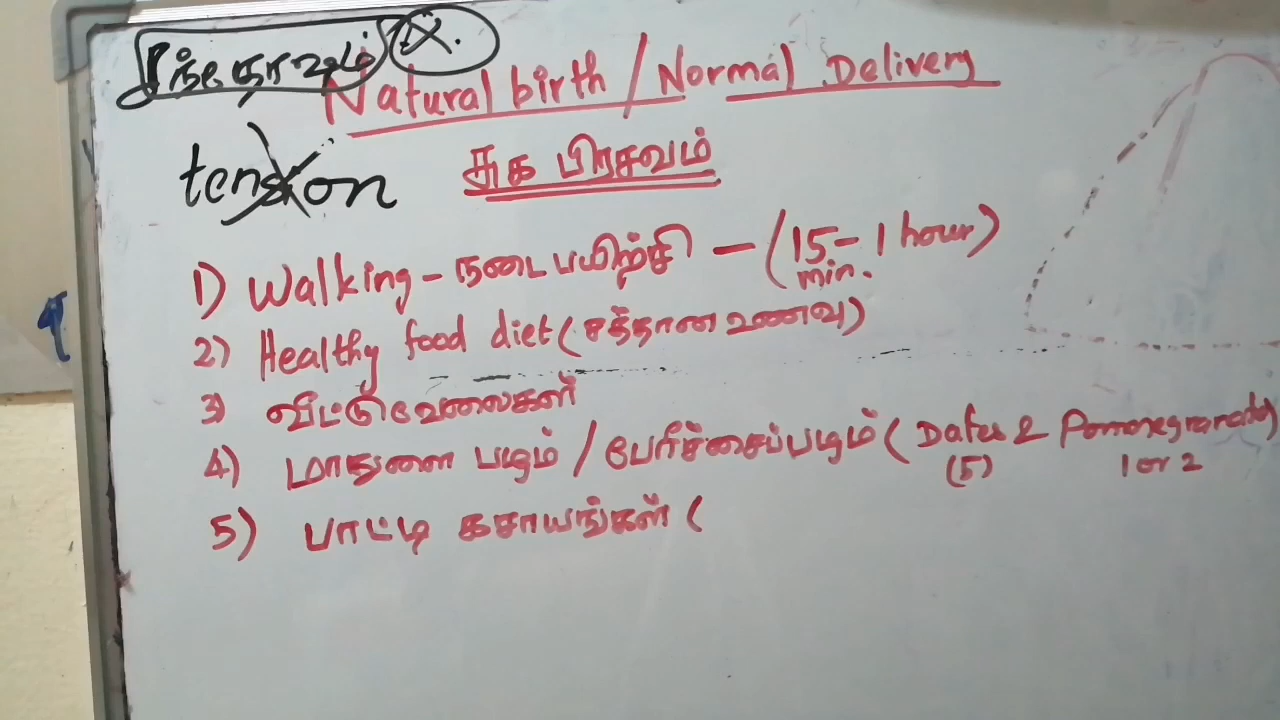 Natural birth / Normal Delivery
tension
சுக பிரசவம்
1) Walking - நடை பயிற்சி - (15 - 1 hour)
min.
2) Healthy food diet ( சத்தான உணவு )
3) வீட்டு வேலைகள்
4) மாதுளை பழம் / பேரிச்சைப்பழம் ( Dates & Pomonegranate)
(5) 1 or 2
5) பாட்டி கசாயங்கள் (